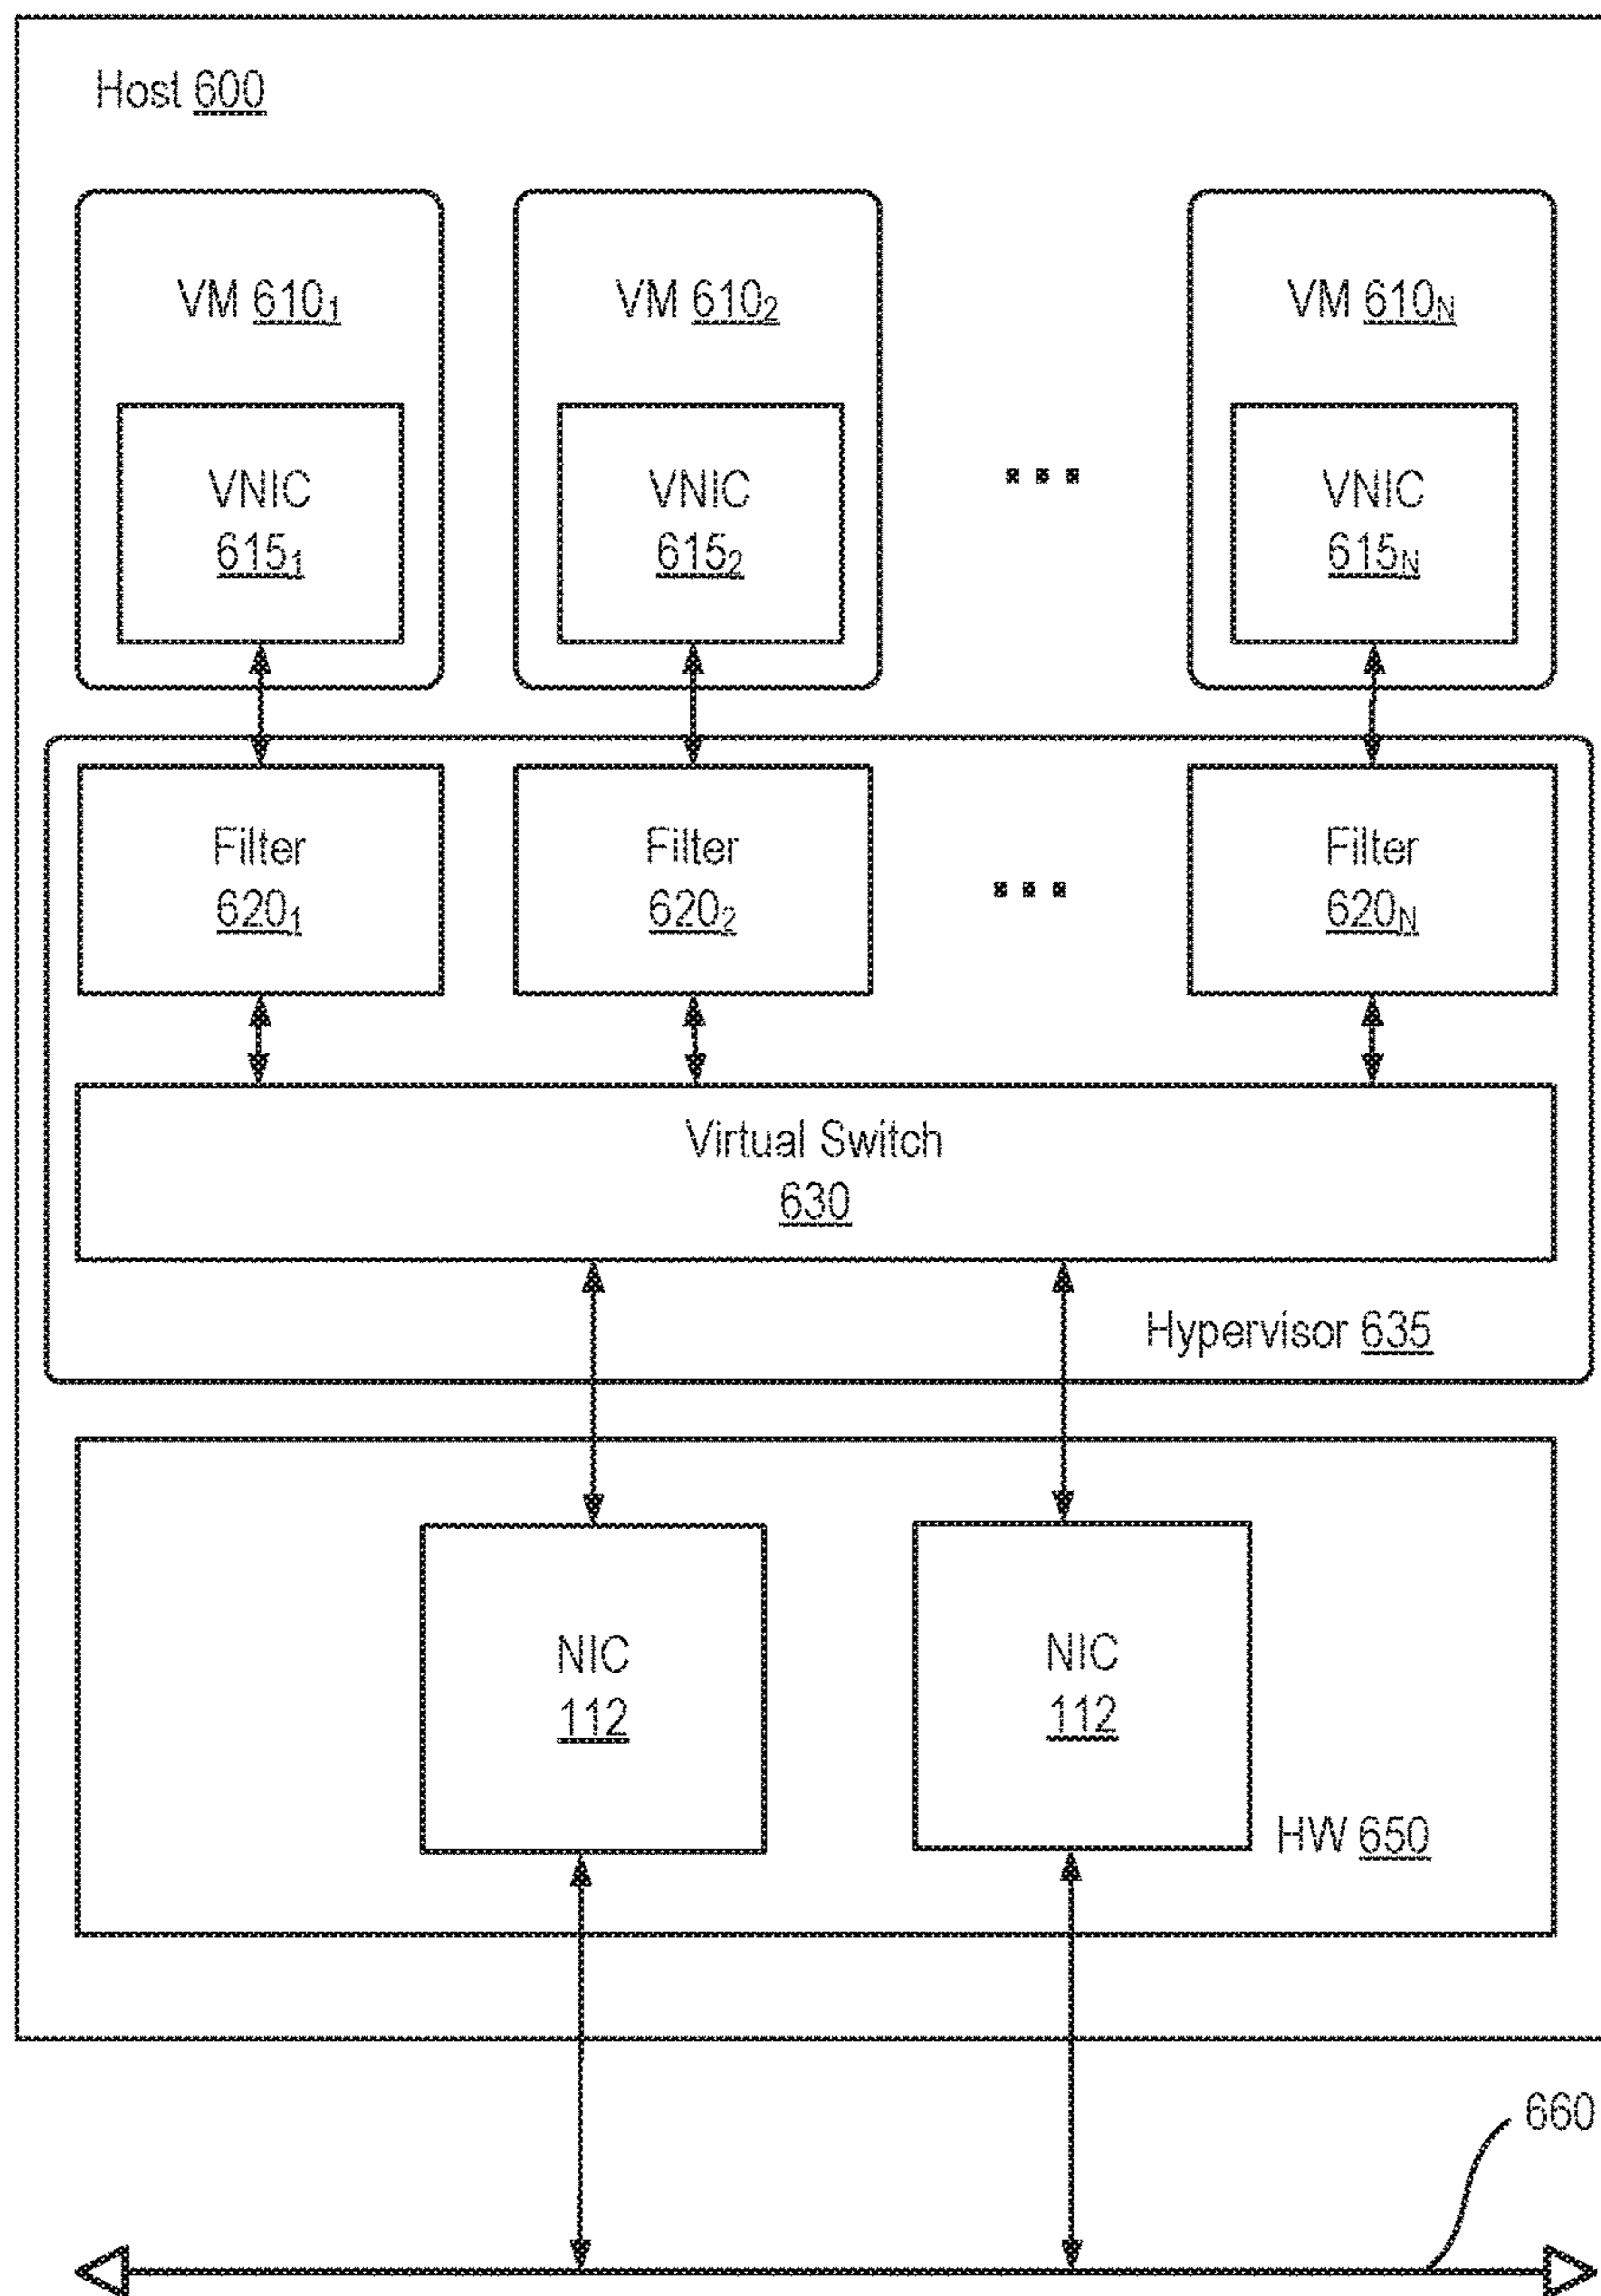 Host 600
VM 610₁ VM 610₂ VM 610N
VNIC VNIC ... VNIC
615₁ 615₂ 615N
Filter Filter ... Filter
620₁ 620₂ 620N
Virtual Switch
630
Hypervisor 635
NIC NIC
112 112
HW 650
660